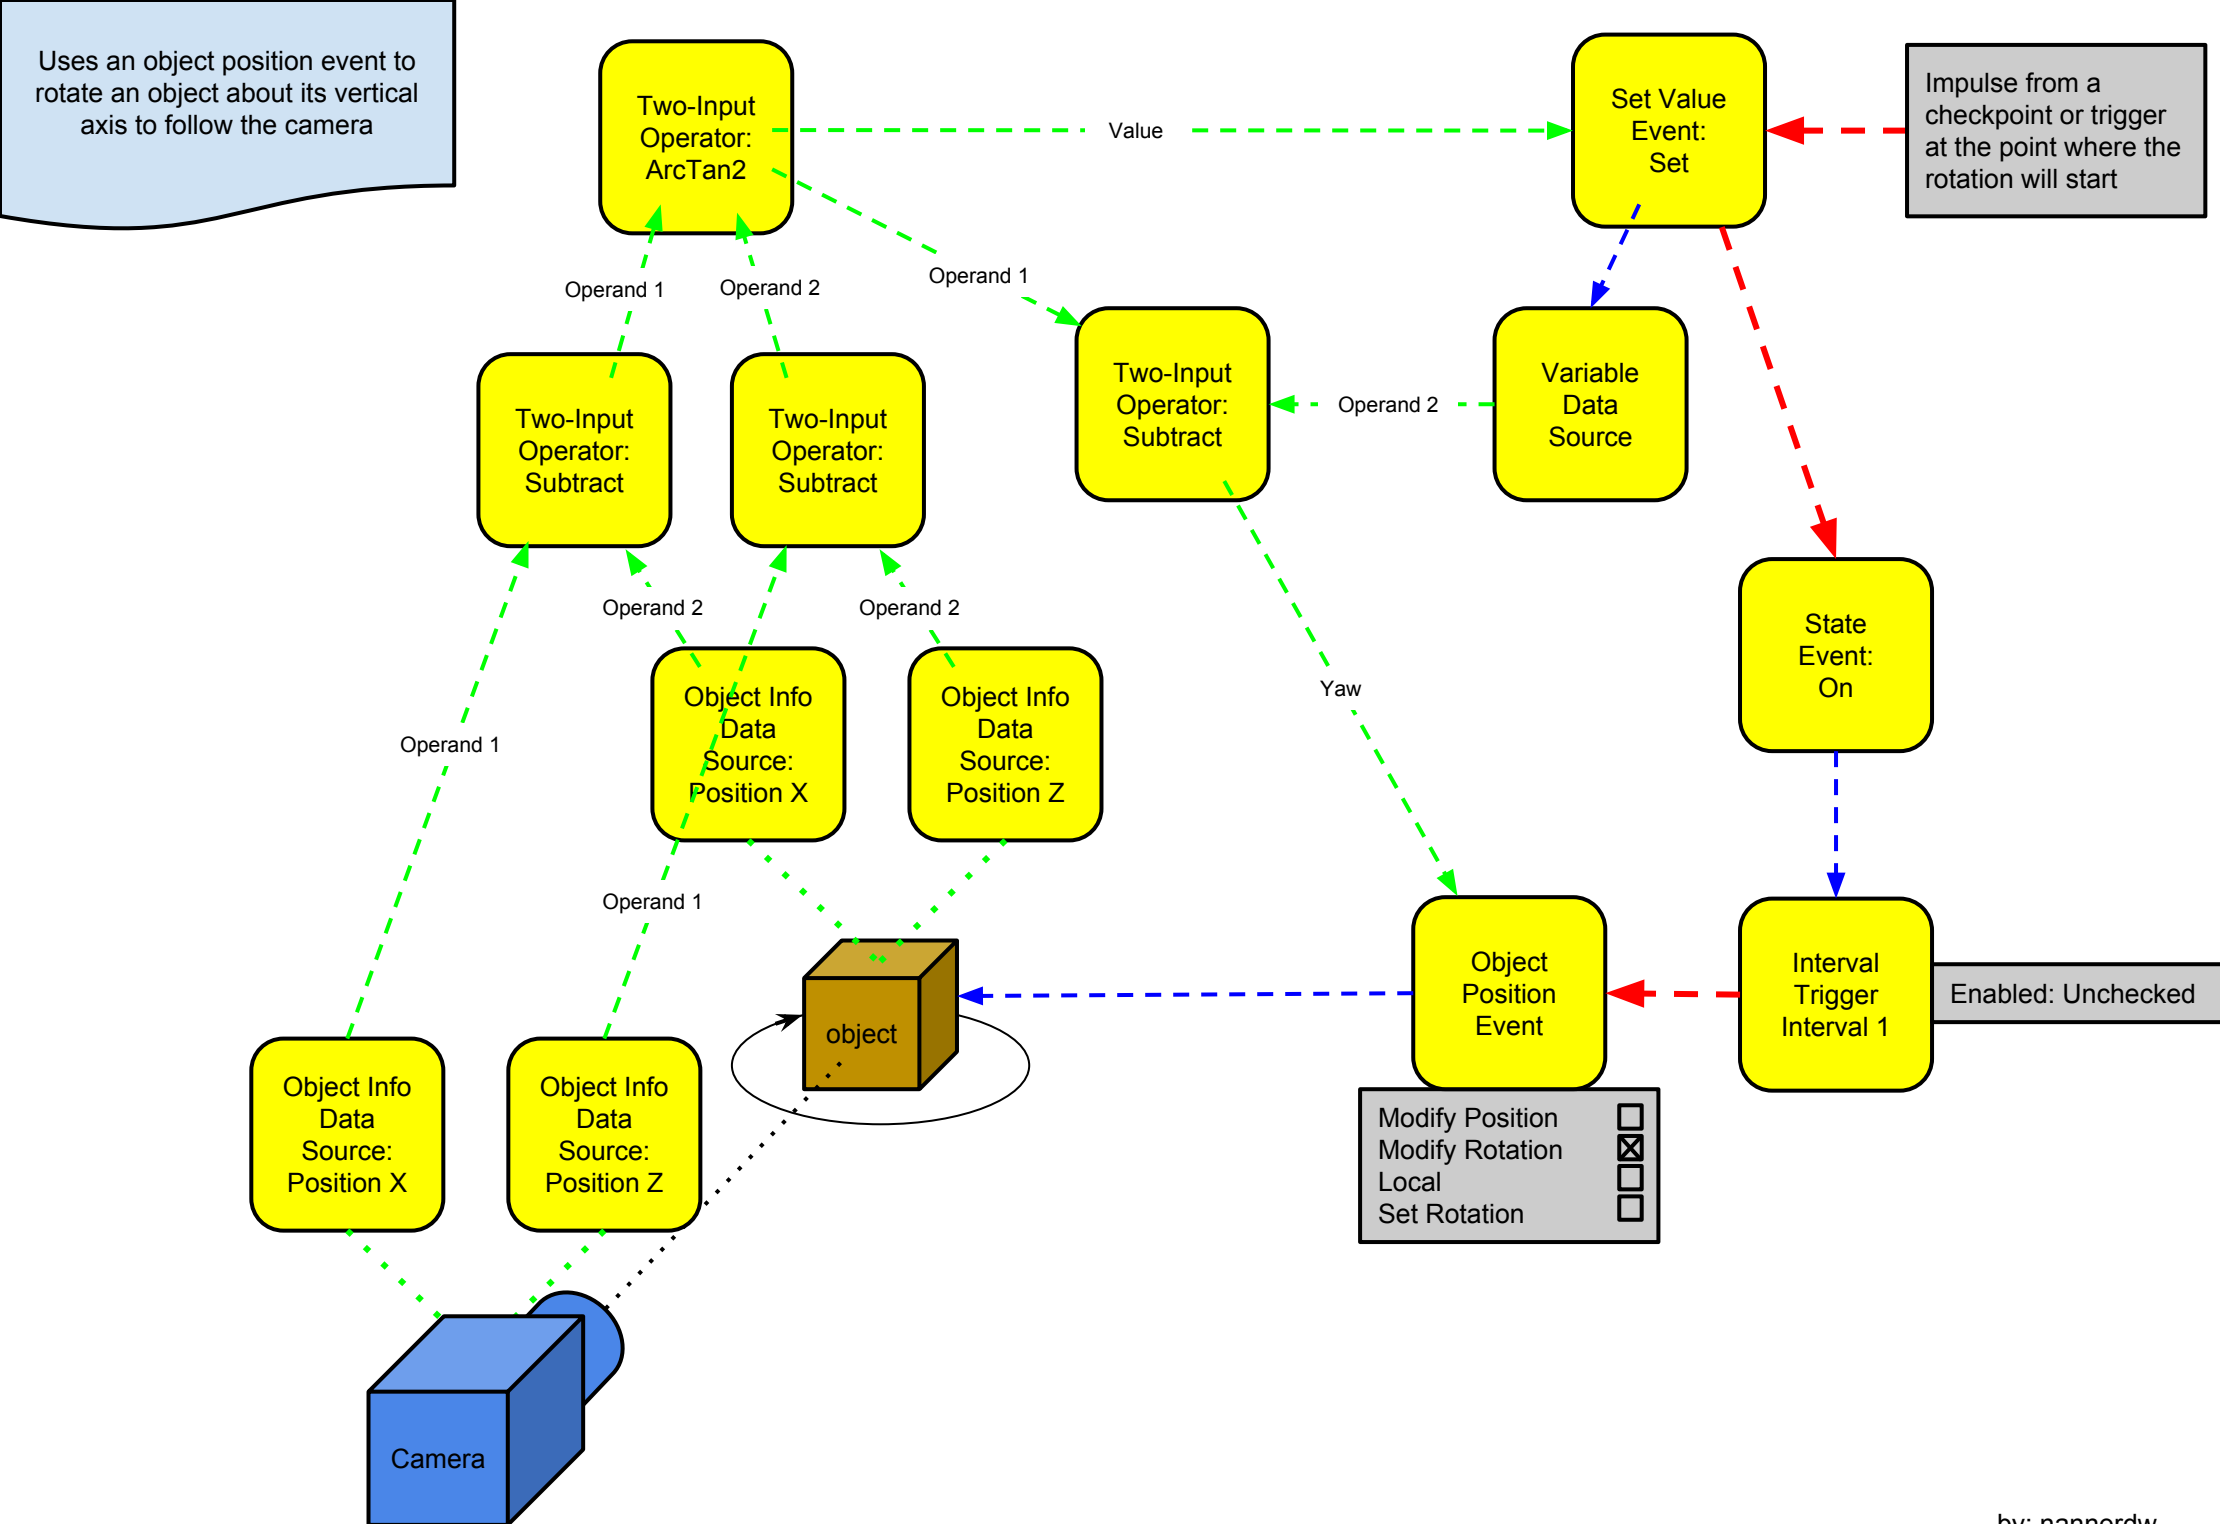 Uses an object position event to
rotate an object about its vertical
axis to follow the camera
Two-Input
Operator:
ArcTan2
Value
Set Value
Event:
Set
Impulse from a
checkpoint or trigger
at the point where the
rotation will start
Operand 1
Operand 2
Operand 1
Two-Input
Operator:
Subtract
Two-Input
Operator:
Subtract
Two-Input
Operator:
Subtract
Operand 2
Variable
Data
Source
Operand 2
Operand 2
State
Event:
On
Object Info
Data
Source:
Position X
Object Info
Data
Source:
Position Z
Yaw
Operand 1
Operand 1
object
Object
Position
Event
Interval
Trigger
Interval 1
Enabled: Unchecked
Modify Position
Modify Rotation
Local
Set Rotation
Object Info
Data
Source:
Position X
Object Info
Data
Source:
Position Z
Camera
by: nannerdw